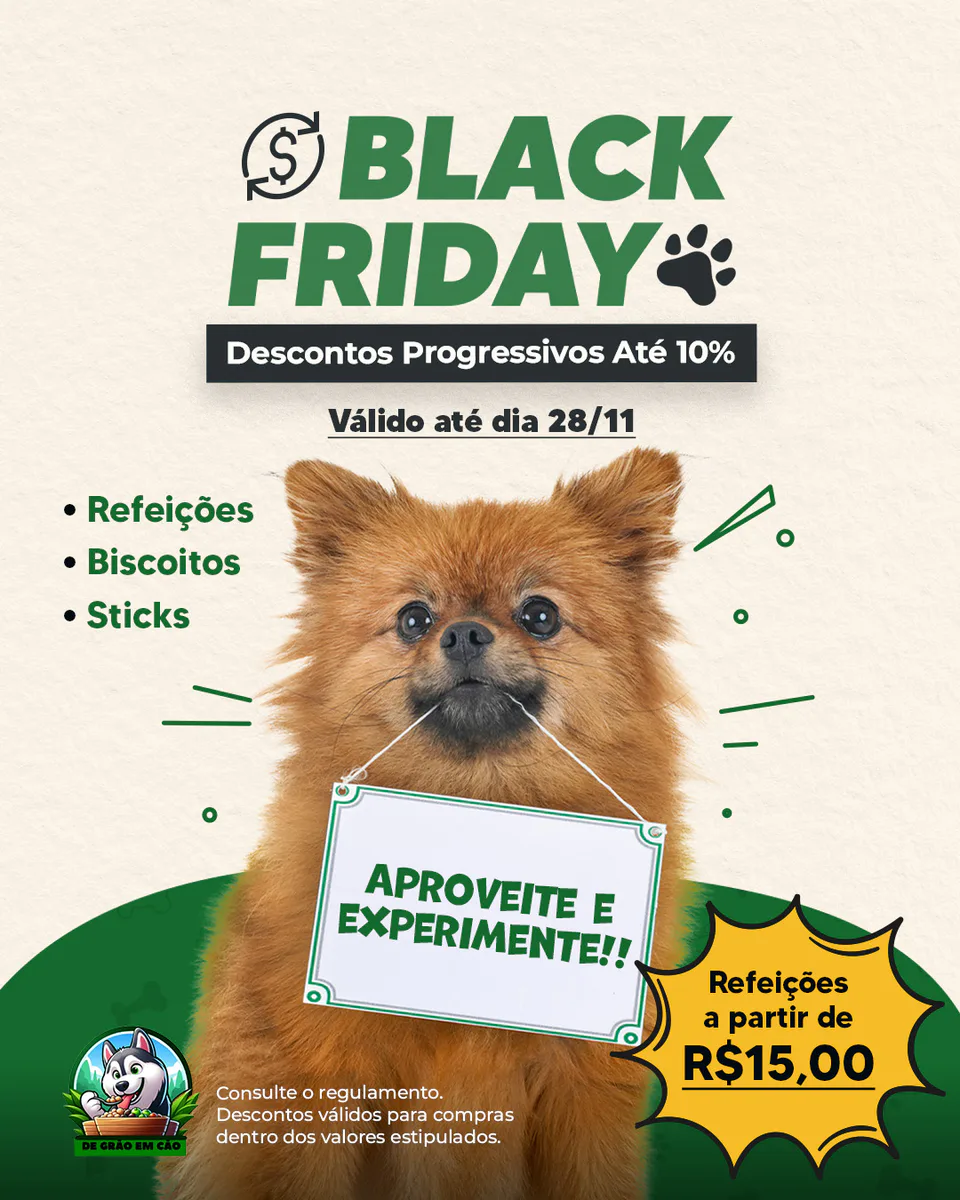 BLACK
FRIDAY
Descontos Progressivos Até 10%
Válido até dia 28/11
• Refeições
• Biscoitos
• Sticks
APROVEITE E
EXPERIMENTE!!
Refeições
a partir de
R$15,00
Consulte o regulamento.
Descontos válidos para compras
dentro dos valores estipulados.
DE GRÃO EM CÃO